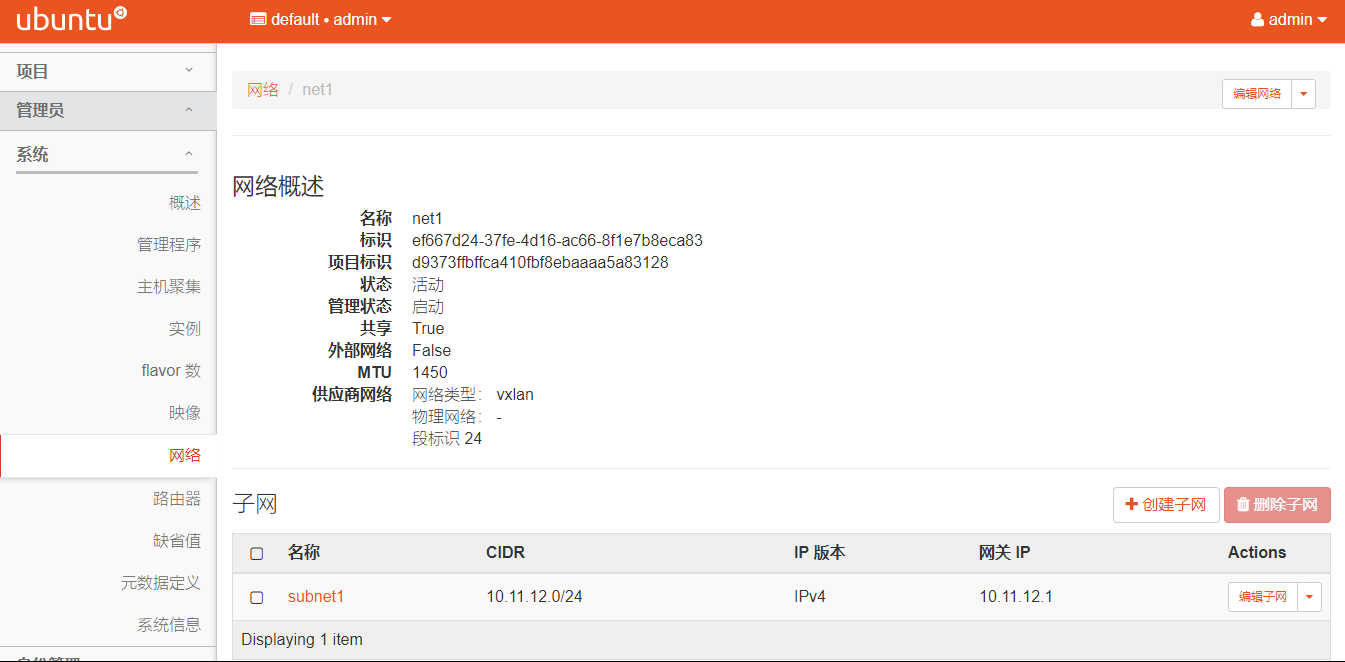 ubuntu
default • admin
admin
项目
管理员
系统
概述
管理程序
主机聚集
实例
flavor 数
映像
网络
路由器
缺省值
元数据定义
系统信息
网络 / net1
编辑网络
网络概述
名称 net1
标识 ef667d24-37fe-4d16-ac66-8f1e7b8eca83
项目标识 d9373ffbffca410fbf8ebaaaa5a83128
状态 活动
管理状态 启动
共享 True
外部网络 False
MTU 1450
供应商网络 网络类型: vxlan
物理网络: -
段标识 24
子网
创建子网 删除子网
名称 CIDR IP 版本 网关 IP Actions
subnet1 10.11.12.0/24 IPv4 10.11.12.1 编辑子网
Displaying 1 item